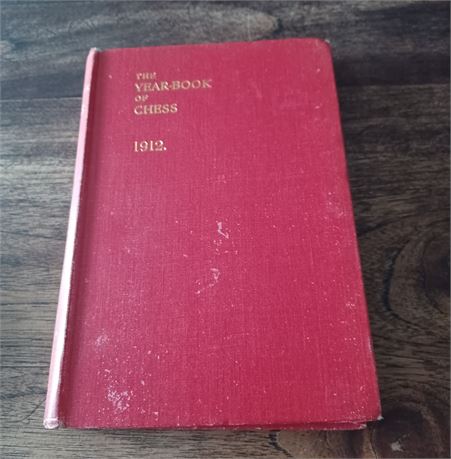 THE
YEAR-BOOK
OF
CHESS
1912.